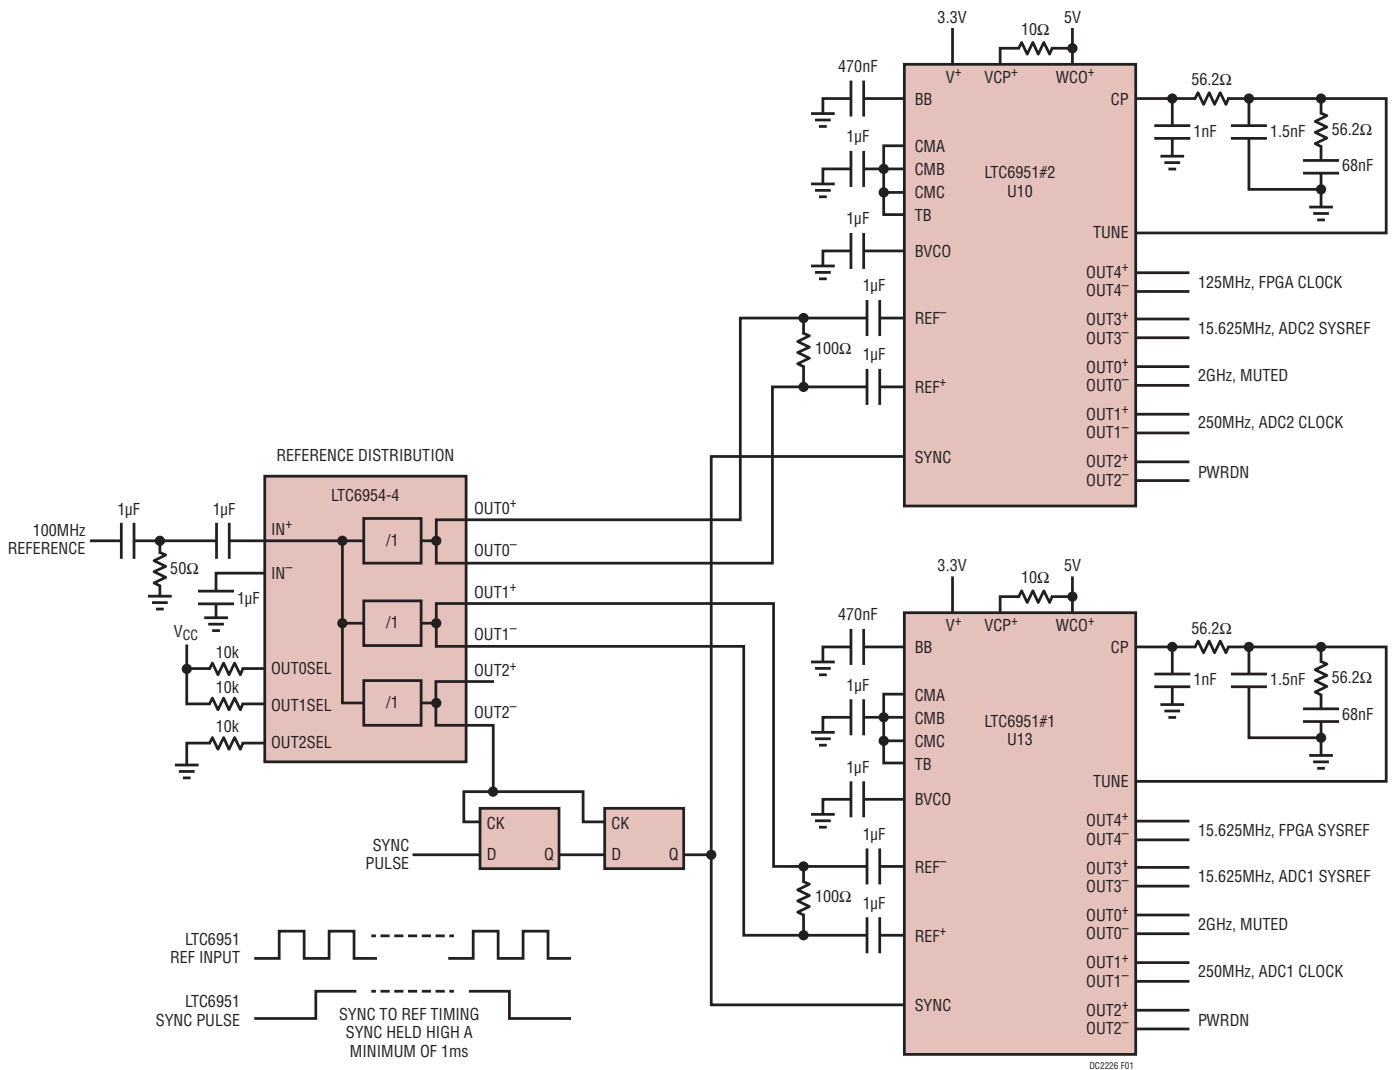 3.3V
10Ω
5V
470nF
V+
VCP+
WCO+
BB
CP
56.2Ω
1nF
1.5nF
56.2Ω
68nF
1µF
CMA
CMB
CMC
TB
LTC6951#2
U10
1µF
BVCO
TUNE
1µF
REF–
100Ω
1µF
REF+
SYNC
OUT4+
OUT4–
125MHz, FPGA CLOCK
OUT3+
OUT3–
15.625MHz, ADC2 SYSREF
OUT0+
OUT0–
2GHz, MUTED
OUT1+
OUT1–
250MHz, ADC2 CLOCK
OUT2+
OUT2–
PWRDN
REFERENCE DISTRIBUTION
LTC6954-4
100MHz
REFERENCE
1µF
50Ω
1µF
1µF
IN+
IN–
VCC
10k
OUT0SEL
10k
OUT1SEL
10k
OUT2SEL
/1
/1
/1
OUT0+
OUT0–
OUT1+
OUT1–
OUT2+
OUT2–
SYNC
PULSE
CK
D
Q
CK
D
Q
LTC6951
REF INPUT
LTC6951
SYNC PULSE
SYNC TO REF TIMING
SYNC HELD HIGH A
MINIMUM OF 1ms
3.3V
10Ω
5V
470nF
V+
VCP+
WCO+
BB
CP
56.2Ω
1nF
1.5nF
56.2Ω
68nF
1µF
CMA
CMB
CMC
TB
LTC6951#1
U13
1µF
BVCO
TUNE
1µF
REF–
100Ω
1µF
REF+
SYNC
OUT4+
OUT4–
15.625MHz, FPGA SYSREF
OUT3+
OUT3–
15.625MHz, ADC1 SYSREF
OUT0+
OUT0–
2GHz, MUTED
OUT1+
OUT1–
250MHz, ADC1 CLOCK
OUT2+
OUT2–
PWRDN
DC2226 F01